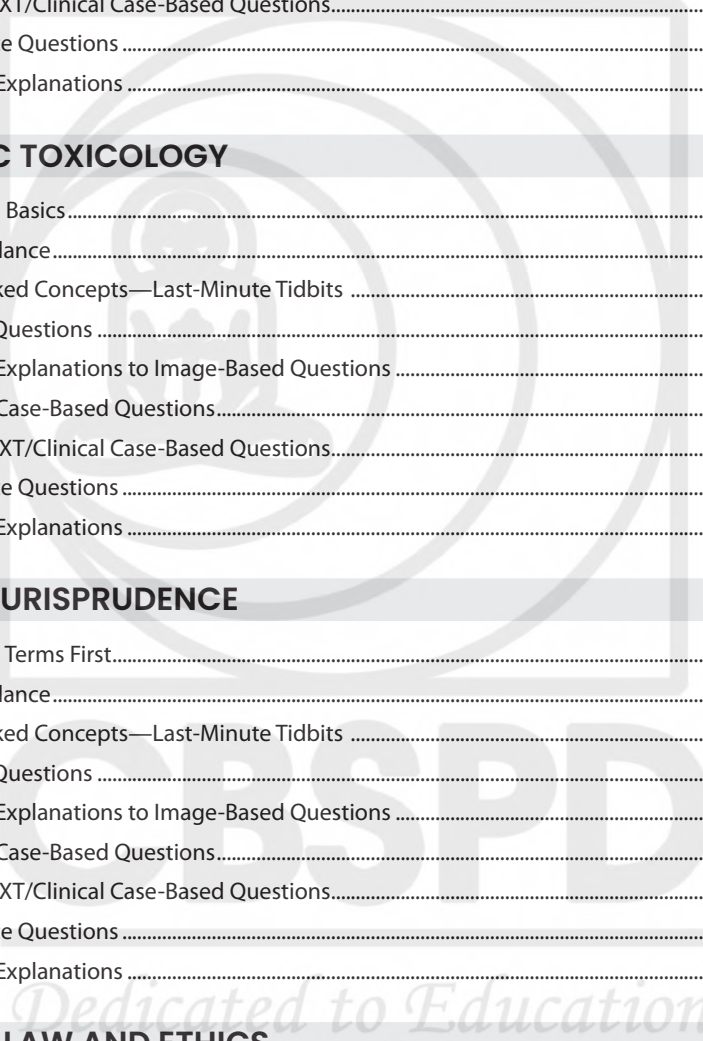 XT/Clinical Case-Based Questions....................................................................
e Questions ..............................................................................................................
Explanations .............................................................................................................
C TOXICOLOGY
Basics.........................................................................................................................
lance............................................................................................................................
ked Concepts—Last-Minute Tidbits .................................................................
Questions ...................................................................................................................
Explanations to Image-Based Questions .........................................................
Case-Based Questions...........................................................................................
XT/Clinical Case-Based Questions....................................................................
e Questions ..............................................................................................................
Explanations .............................................................................................................
URISPRUDENCE
Terms First...............................................................................................................
lance............................................................................................................................
ked Concepts—Last-Minute Tidbits .................................................................
Questions ...................................................................................................................
Explanations to Image-Based Questions .........................................................
Case-Based Questions...........................................................................................
XT/Clinical Case-Based Questions....................................................................
e Questions ..............................................................................................................
Explanations .............................................................................................................
CBSPD
Dedicated to Education
LAW AND ETHICS